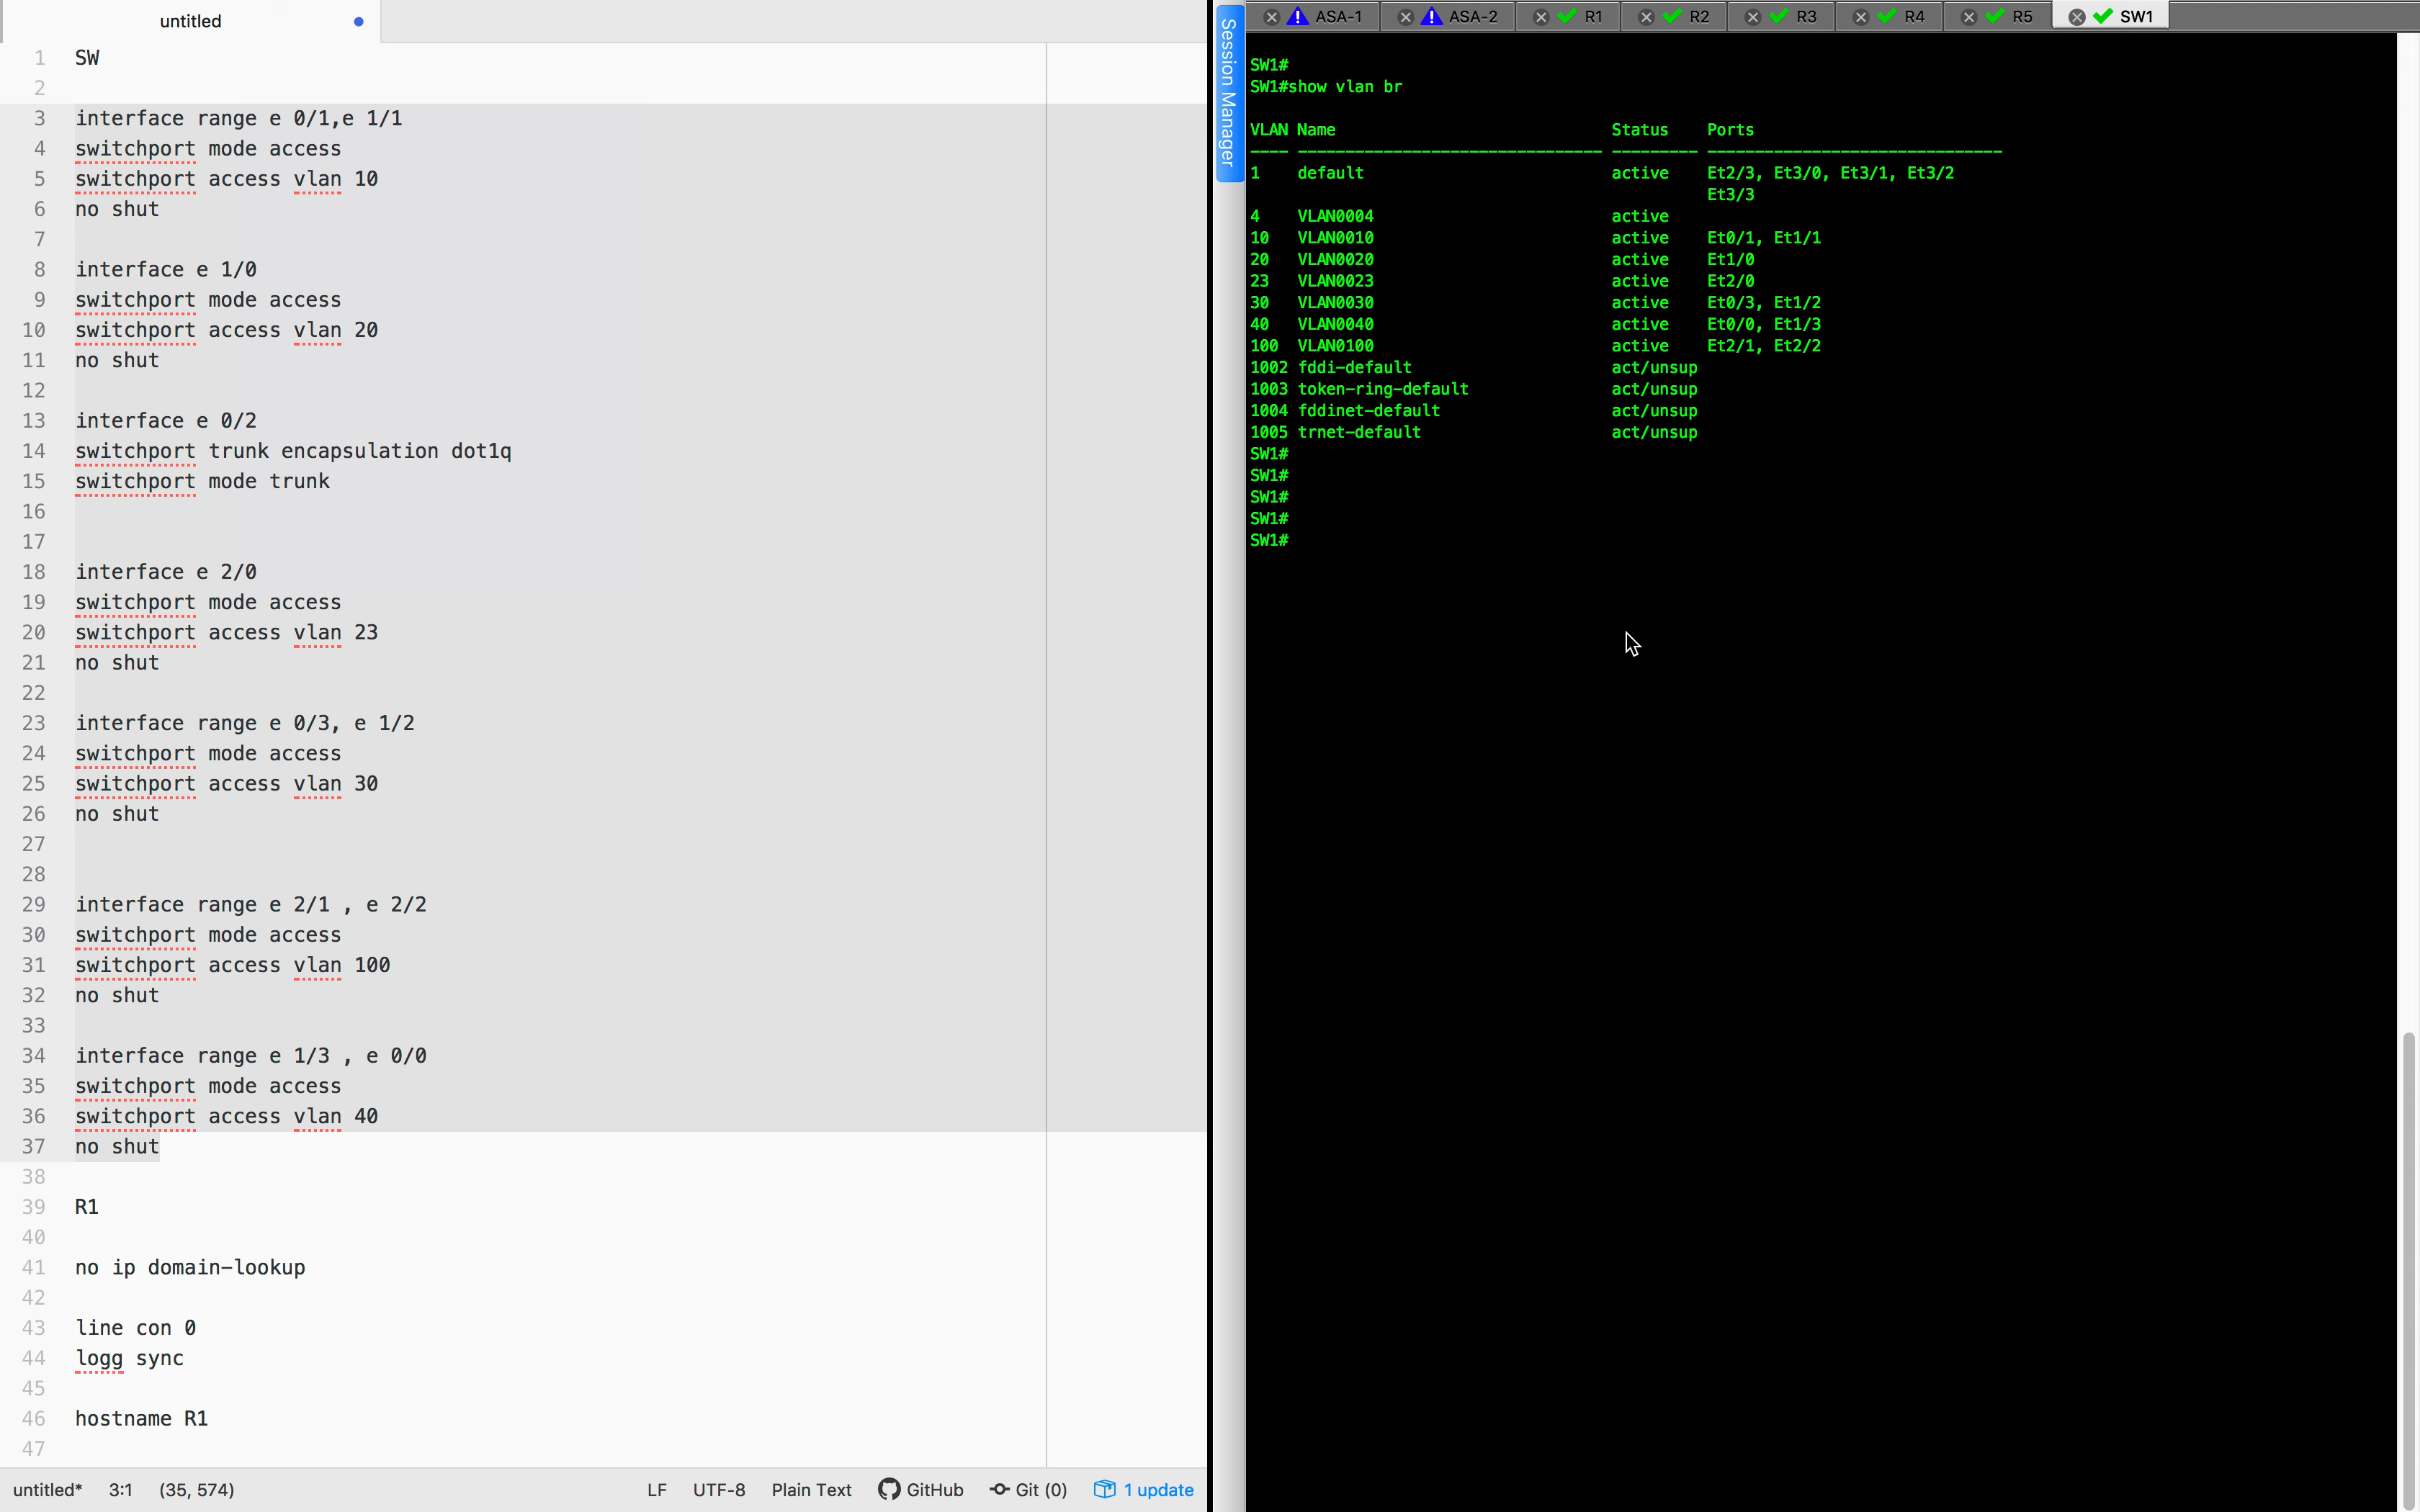 untitled
1 SW
2
3 interface range e 0/1,e 1/1
4 switchport mode access
5 switchport access vlan 10
6 no shut
7
8 interface e 1/0
9 switchport mode access
10 switchport access vlan 20
11 no shut
12
13 interface e 0/2
14 switchport trunk encapsulation dot1q
15 switchport mode trunk
16
17
18 interface e 2/0
19 switchport mode access
20 switchport access vlan 23
21 no shut
22
23 interface range e 0/3, e 1/2
24 switchport mode access
25 switchport access vlan 30
26 no shut
27
28
29 interface range e 2/1 , e 2/2
30 switchport mode access
31 switchport access vlan 100
32 no shut
33
34 interface range e 1/3 , e 0/0
35 switchport mode access
36 switchport access vlan 40
37 no shut
38
39 R1
40
41 no ip domain-lookup
42
43 line con 0
44 logg sync
45
46 hostname R1
47
untitled* 3:1 (35, 574) LF UTF-8 Plain Text GitHub Git (0) 1 update
Session Manager
ASA-1 ASA-2 R1 R2 R3 R4 R5 SW1
SW1#
SW1#show vlan br
VLAN Name Status Ports
---- -------------------------------- --------- -------------------------------
1 default active Et2/3, Et3/0, Et3/1, Et3/2
Et3/3
4 VLAN0004 active
10 VLAN0010 active Et0/1, Et1/1
20 VLAN0020 active Et1/0
23 VLAN0023 active Et2/0
30 VLAN0030 active Et0/3, Et1/2
40 VLAN0040 active Et0/0, Et1/3
100 VLAN0100 active Et2/1, Et2/2
1002 fddi-default act/unsup
1003 token-ring-default act/unsup
1004 fddinet-default act/unsup
1005 trnet-default act/unsup
SW1#
SW1#
SW1#
SW1#
SW1#